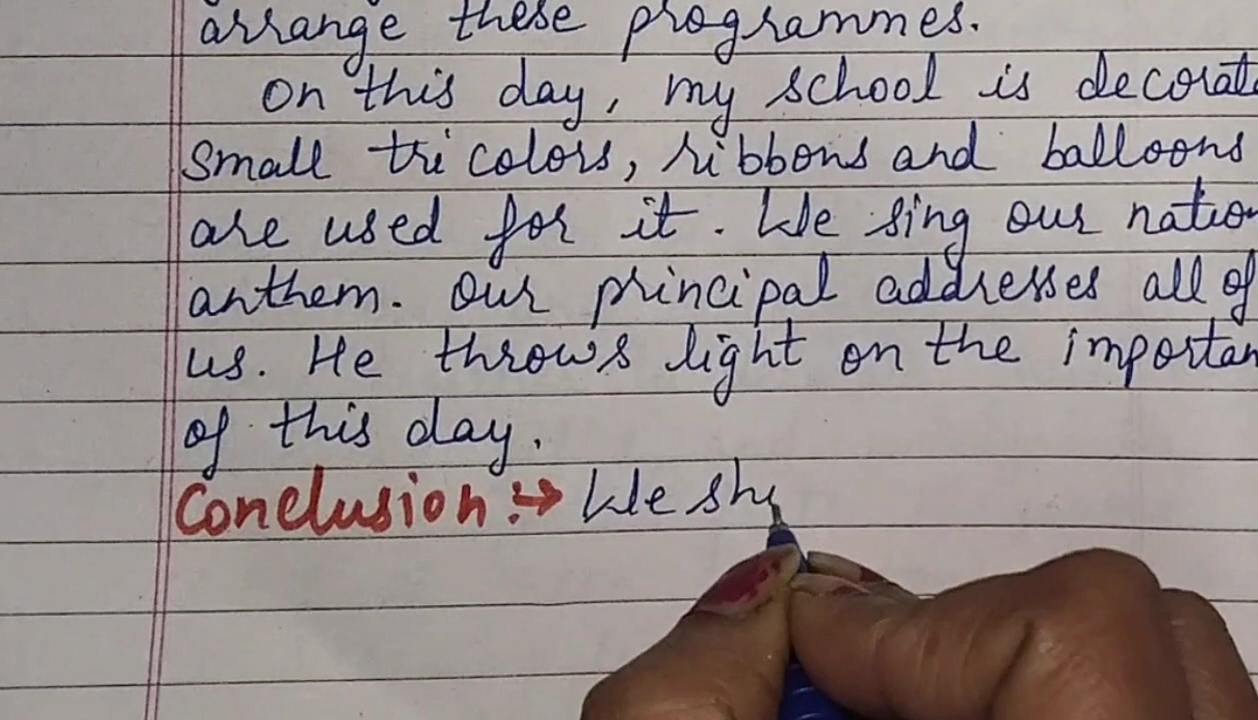 arrange these programmes.
On this day, my school is decorat
Small tri colors, ribbons and balloons
are used for it. We sing our natio
anthem. Our principal addresses all of
us. He throws light on the importan
of this day.
Conclusion :→ We sh